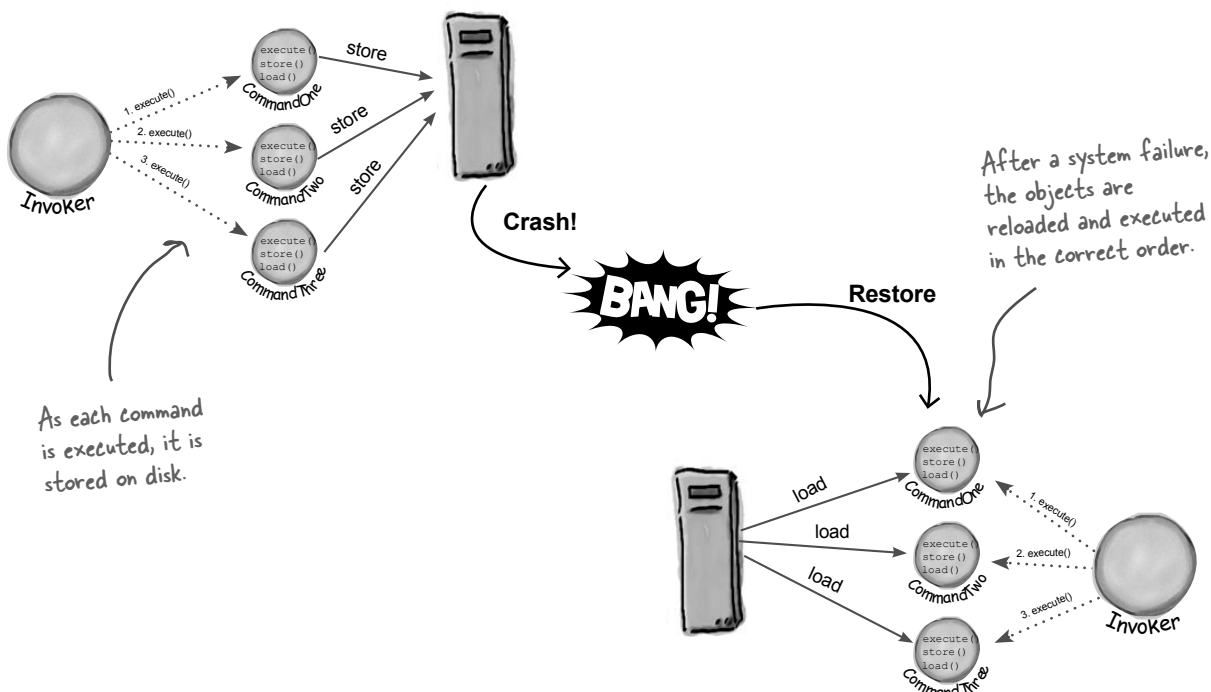 execute()
store()
load()
CommandOne
store
1. execute()
2. execute()
3. execute()
Invoker
execute()
store()
load()
CommandTwo
store
execute()
store()
load()
CommandThree
store
As each command
is executed, it is
stored on disk.
Crash!
BANG!
Restore
After a system failure,
the objects are
reloaded and executed
in the correct order.
load
load
load
execute()
store()
load()
CommandOne
execute()
store()
load()
CommandTwo
execute()
store()
load()
CommandThree
1. execute()
2. execute()
3. execute()
Invoker